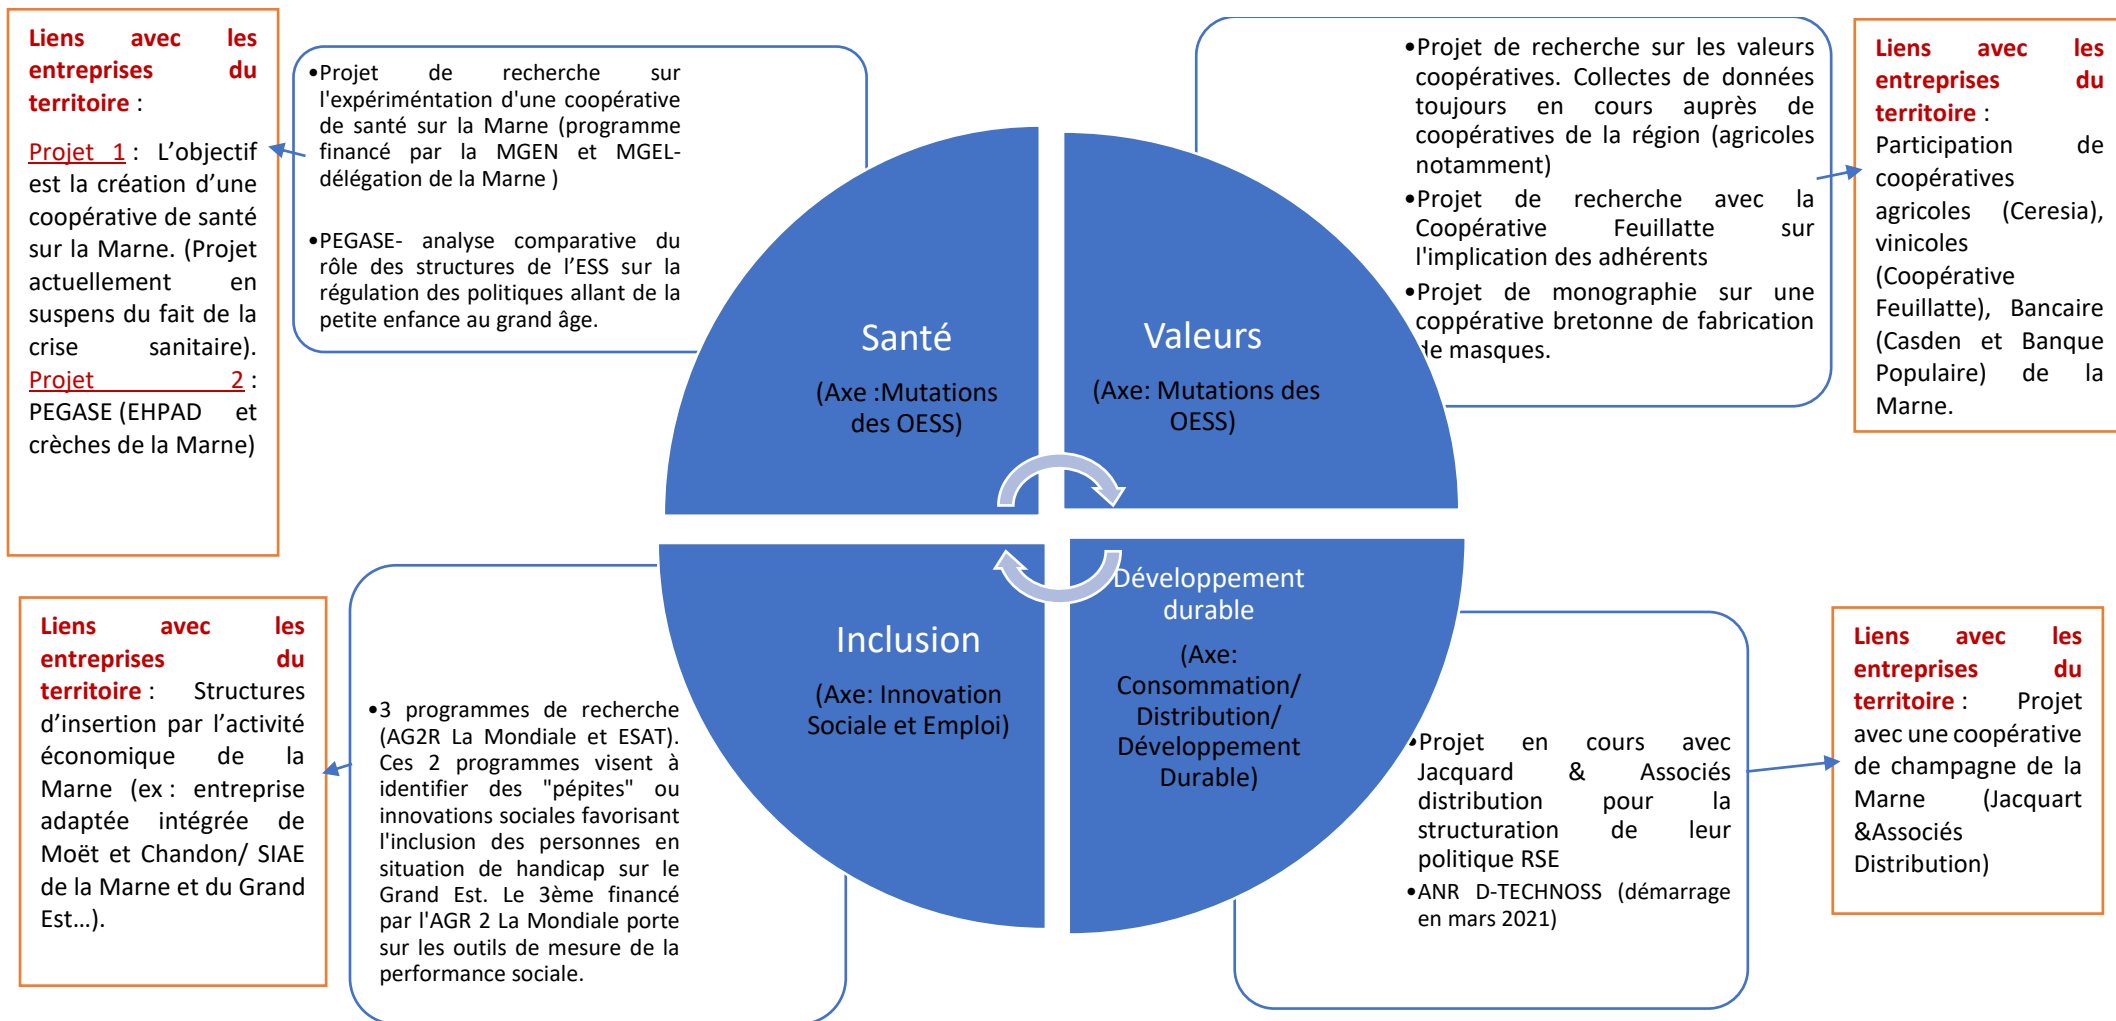 Liens avec les
entreprises du
territoire :
Projet 1 : L’objectif
est la création d’une
coopérative de santé
sur la Marne. (Projet
actuellement en
suspens du fait de la
crise sanitaire).
Projet 2 :
PEGASE (EHPAD et
crèches de la Marne)
•Projet de recherche sur
l'expériméntation d'une coopérative
de santé sur la Marne (programme
financé par la MGEN et MGEL-
délégation de la Marne )
•PEGASE- analyse comparative du
rôle des structures de l’ESS sur la
régulation des politiques allant de la
petite enfance au grand âge.
Santé
(Axe :Mutations
des OESS)
Valeurs
(Axe: Mutations des
OESS)
•Projet de recherche sur les valeurs
coopératives. Collectes de données
toujours en cours auprès de
coopératives de la région (agricoles
notamment)
•Projet de recherche avec la
Coopérative Feuillatte sur
l'implication des adhérents
•Projet de monographie sur une
coppérative bretonne de fabrication
de masques.
Liens avec les
entreprises du
territoire :
Participation de
coopératives
agricoles (Ceresia),
vinicoles
(Coopérative
Feuillatte), Bancaire
(Casden et Banque
Populaire) de la
Marne.
Liens avec les
entreprises du
territoire : Structures
d’insertion par l’activité
économique de la
Marne (ex : entreprise
adaptée intégrée de
Moët et Chandon/ SIAE
de la Marne et du Grand
Est…).
•3 programmes de recherche
(AG2R La Mondiale et ESAT).
Ces 2 programmes visent à
identifier des "pépites" ou
innovations sociales favorisant
l'inclusion des personnes en
situation de handicap sur le
Grand Est. Le 3ème financé
par l'AGR 2 La Mondiale porte
sur les outils de mesure de la
performance sociale.
Inclusion
(Axe: Innovation
Sociale et Emploi)
Développement
durable
(Axe:
Consommation/
Distribution/
Développement
Durable)
•Projet en cours avec
Jacquard & Associés
distribution pour la
structuration de leur
politique RSE
•ANR D-TECHNOSS (démarrage
en mars 2021)
Liens avec les
entreprises du
territoire : Projet
avec une coopérative
de champagne de la
Marne (Jacquart
&Associés
Distribution)